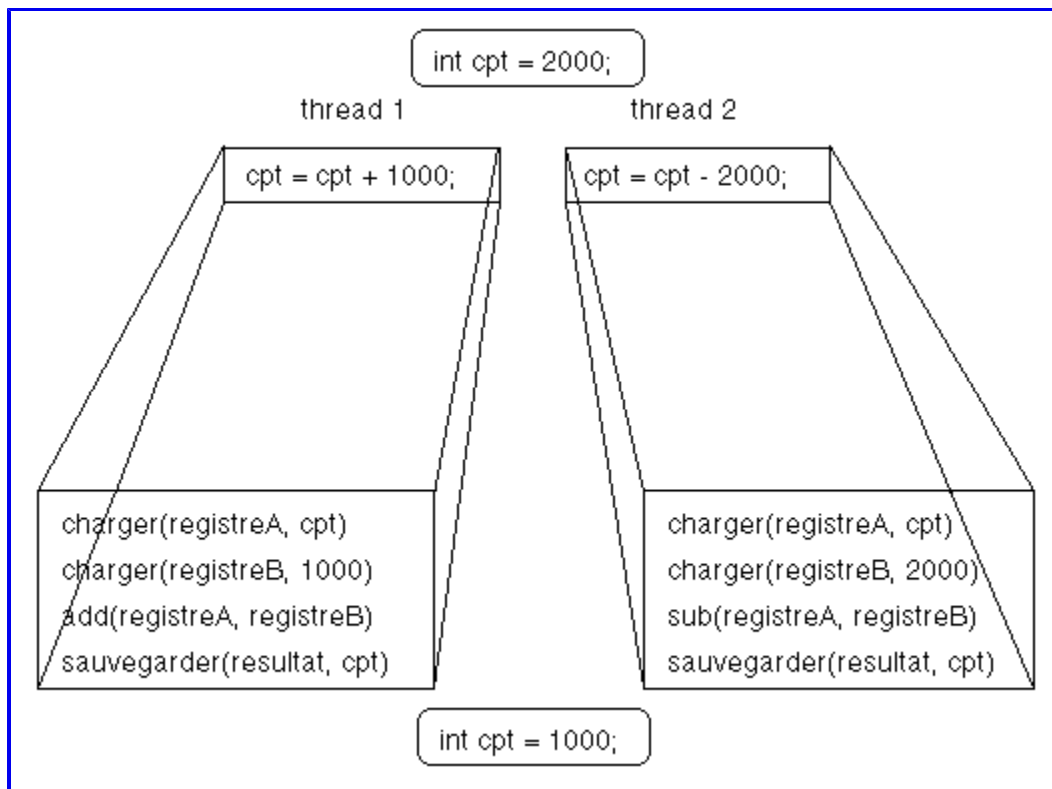 int cpt = 2000;
thread 1
thread 2
cpt = cpt + 1000;
cpt = cpt - 2000;
charger(registreA, cpt)
charger(registreB, 1000)
add(registreA, registreB)
sauvegarder(resultat, cpt)
charger(registreA, cpt)
charger(registreB, 2000)
sub(registreA, registreB)
sauvegarder(resultat, cpt)
int cpt = 1000;